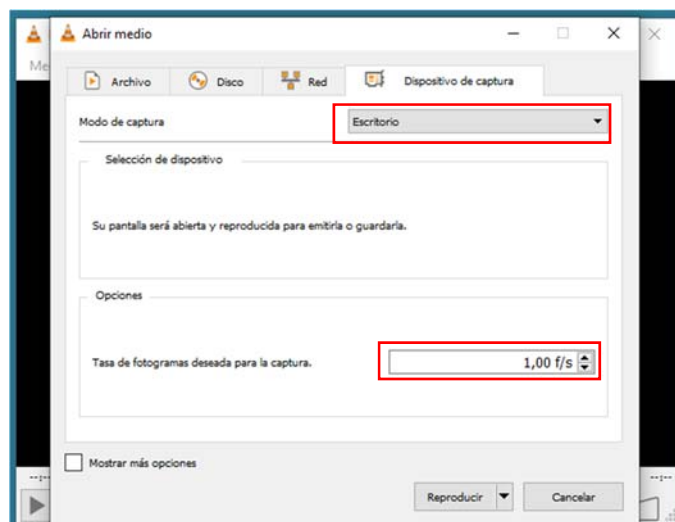 Abrir medio
Me
Archivo
Disco
Red
Dispositivo de captura
Modo de captura
Escritorio
Selección de dispositivo
Su pantalla será abierta y reproducida para emitirla o guardarla.
Opciones
Tasa de fotogramas deseada para la captura.
1,00 f/s
Mostrar más opciones
--:--
--:--
Reproducir
Cancelar